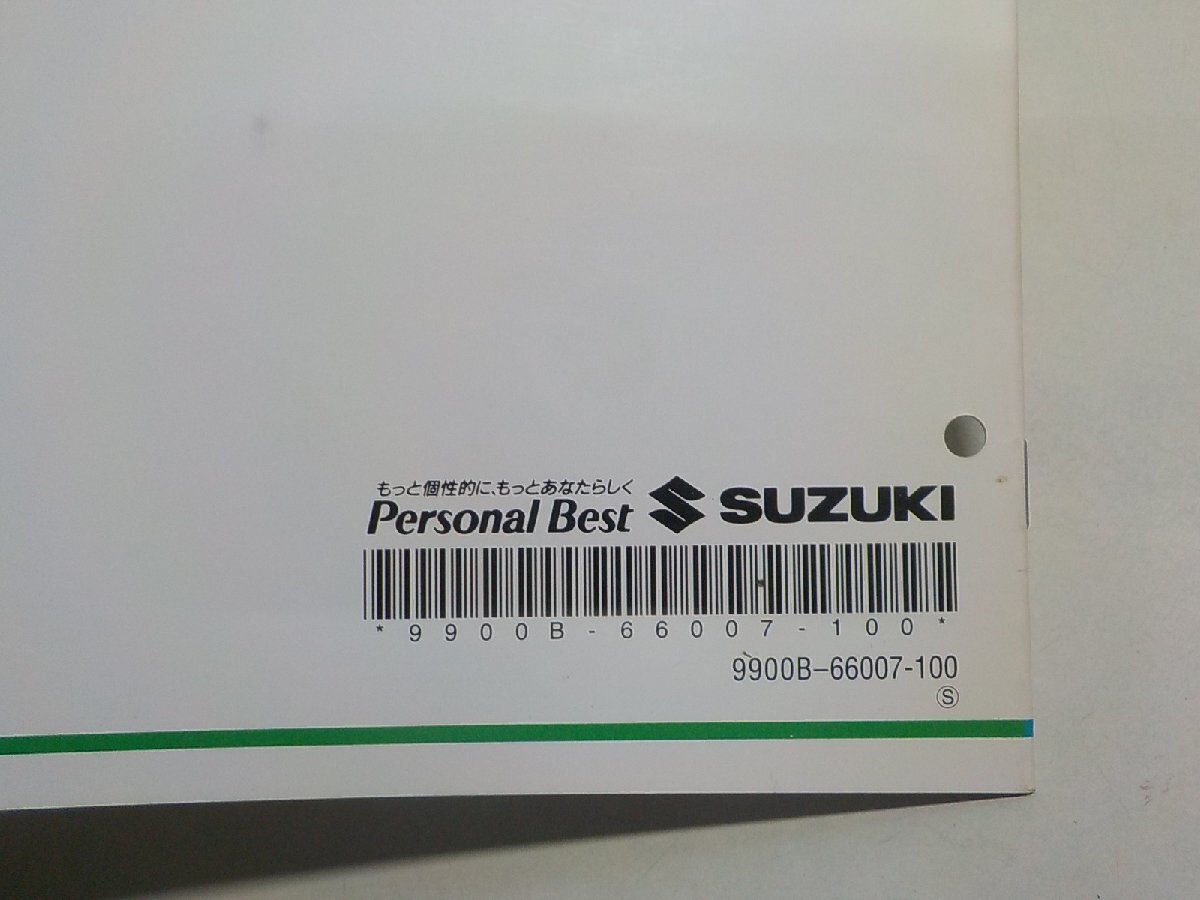 もっと個性的に、もっとあなたらしく
Personal Best SUZUKI
*9900B-66007-100*
9900B-66007-100
Ⓢ